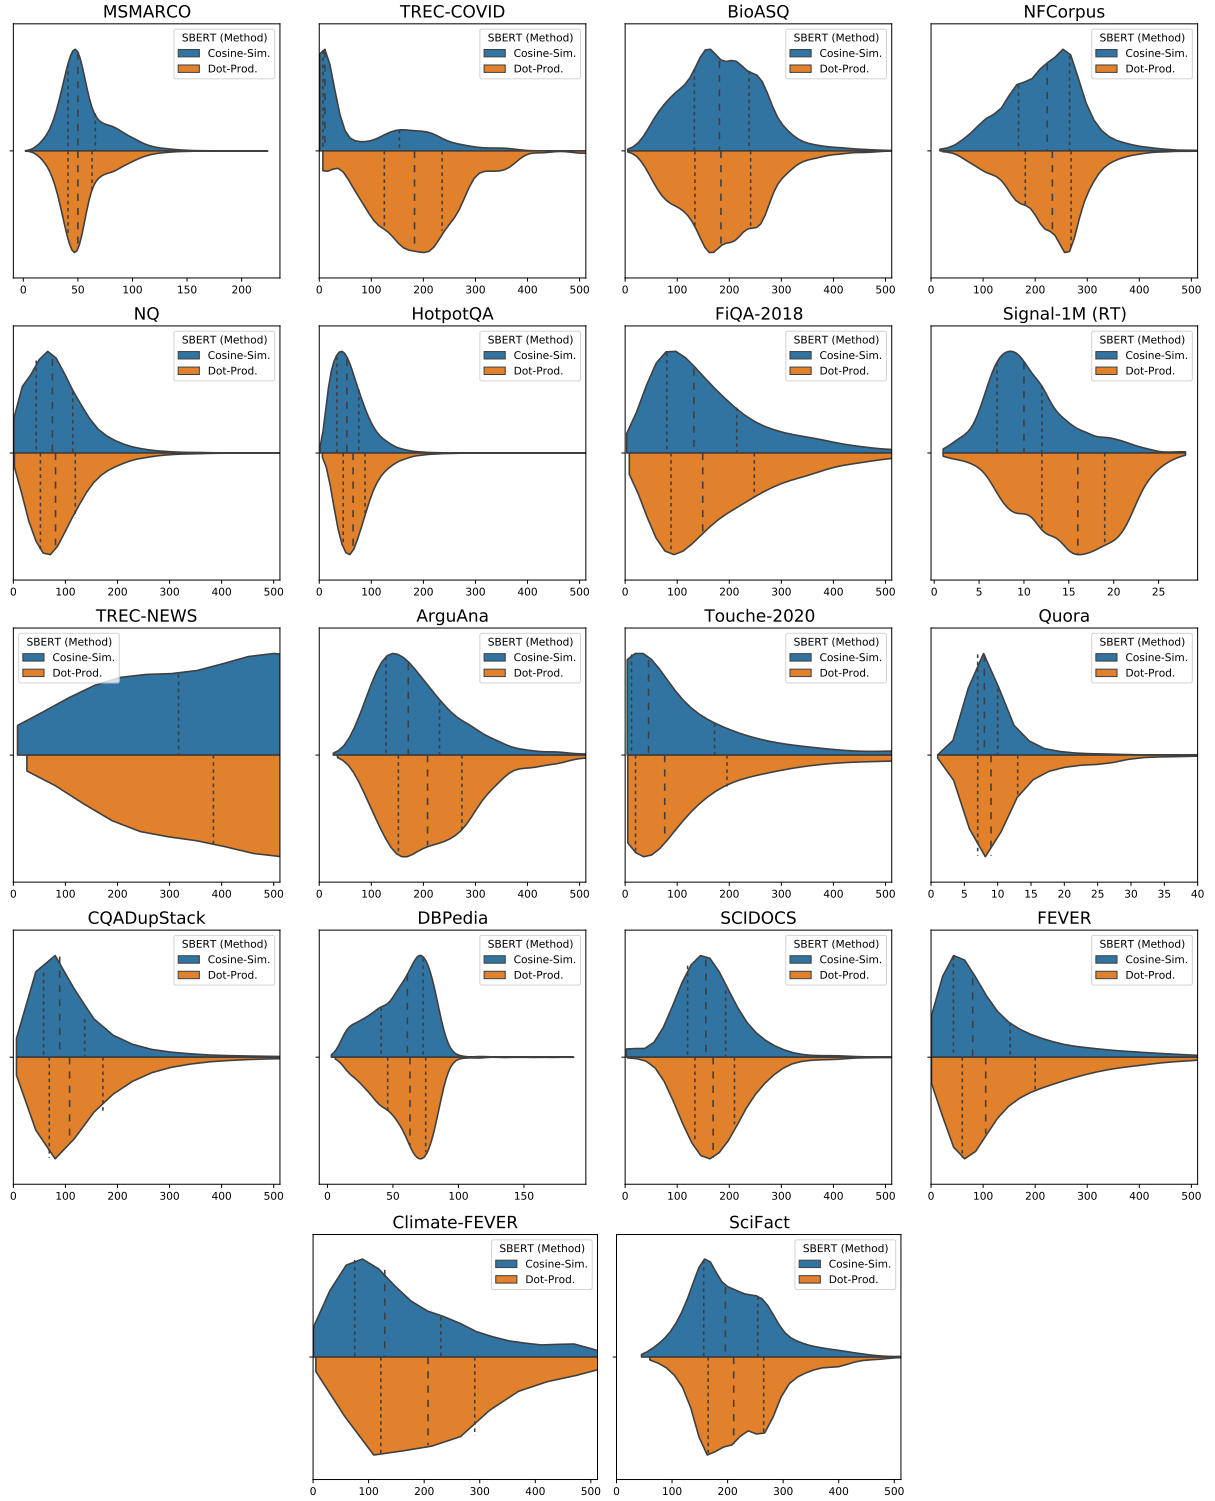 MSMARCO TREC-COVID BioASQ NFCorpus
SBERT (Method) SBERT (Method) SBERT (Method) SBERT (Method)
Cosine-Sim. Cosine-Sim. Cosine-Sim. Cosine-Sim.
Dot-Prod. Dot-Prod. Dot-Prod. Dot-Prod.
0 50 100 150 200 0 100 200 300 400 500 0 100 200 300 400 500 0 100 200 300 400 500
NQ HotpotQA FiQA-2018 Signal-1M (RT)
SBERT (Method) SBERT (Method) SBERT (Method) SBERT (Method)
Cosine-Sim. Cosine-Sim. Cosine-Sim. Cosine-Sim.
Dot-Prod. Dot-Prod. Dot-Prod. Dot-Prod.
0 100 200 300 400 500 0 100 200 300 400 500 0 100 200 300 400 500 0 5 10 15 20 25
TREC-NEWS ArguAna Touche-2020 Quora
SBERT (Method) SBERT (Method) SBERT (Method) SBERT (Method)
Cosine-Sim. Cosine-Sim. Cosine-Sim. Cosine-Sim.
Dot-Prod. Dot-Prod. Dot-Prod. Dot-Prod.
0 100 200 300 400 500 0 100 200 300 400 500 0 100 200 300 400 500 0 5 10 15 20 25 30 35 40
CQADupStack DBPedia SCIDOCS FEVER
SBERT (Method) SBERT (Method) SBERT (Method) SBERT (Method)
Cosine-Sim. Cosine-Sim. Cosine-Sim. Cosine-Sim.
Dot-Prod. Dot-Prod. Dot-Prod. Dot-Prod.
0 100 200 300 400 500 0 50 100 150 0 100 200 300 400 500 0 100 200 300 400 500
Climate-FEVER SciFact
SBERT (Method) SBERT (Method)
Cosine-Sim. Cosine-Sim.
Dot-Prod. Dot-Prod.
0 100 200 300 400 500 0 100 200 300 400 500